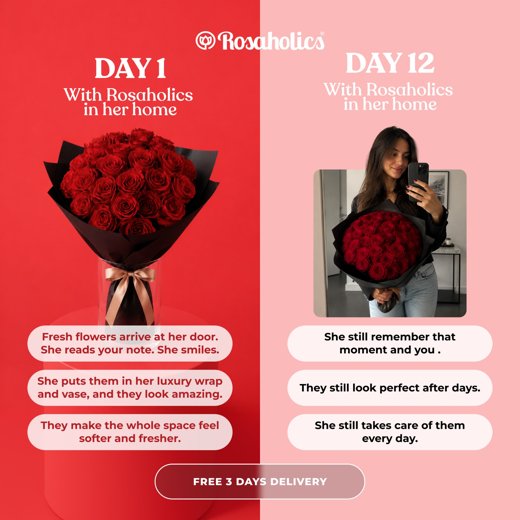 Rosaholics
DAY 1
With Rosaholics
in her home
Fresh flowers arrive at her door.
She reads your note. She smiles.
She puts them in her luxury wrap
and vase, and they look amazing.
They make the whole space feel
softer and fresher.
DAY 12
With Rosaholics
in her home
She still remember that
moment and you .
They still look perfect after days.
She still takes care of them
every day.
FREE 3 DAYS DELIVERY